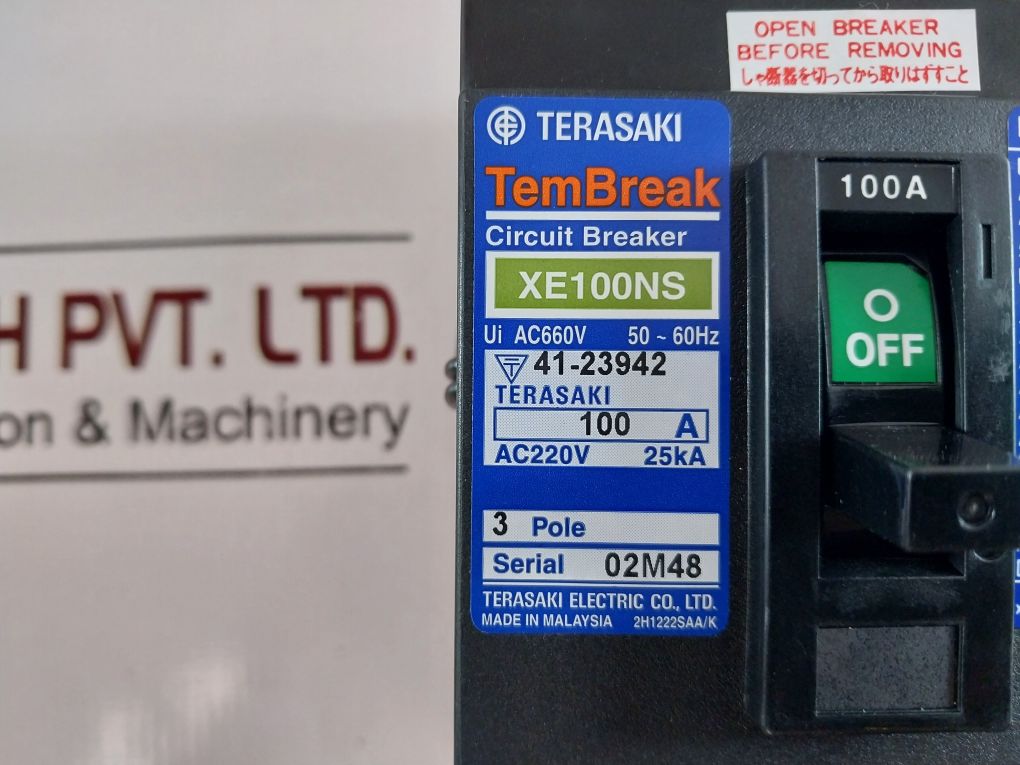 OPEN BREAKER
BEFORE REMOVING
しゃ断器を切ってから取りはずすこと
TERASAKI
TemBreak
Circuit Breaker
XE100NS
Ui AC660V 50 ~ 60Hz
41-23942
TERASAKI
100 A
AC220V 25kA
3 Pole
Serial 02M48
TERASAKI ELECTRIC CO., LTD.
MADE IN MALAYSIA 2H1222SAA/K
100A
OFF
H PVT. LTD.
on & Machinery